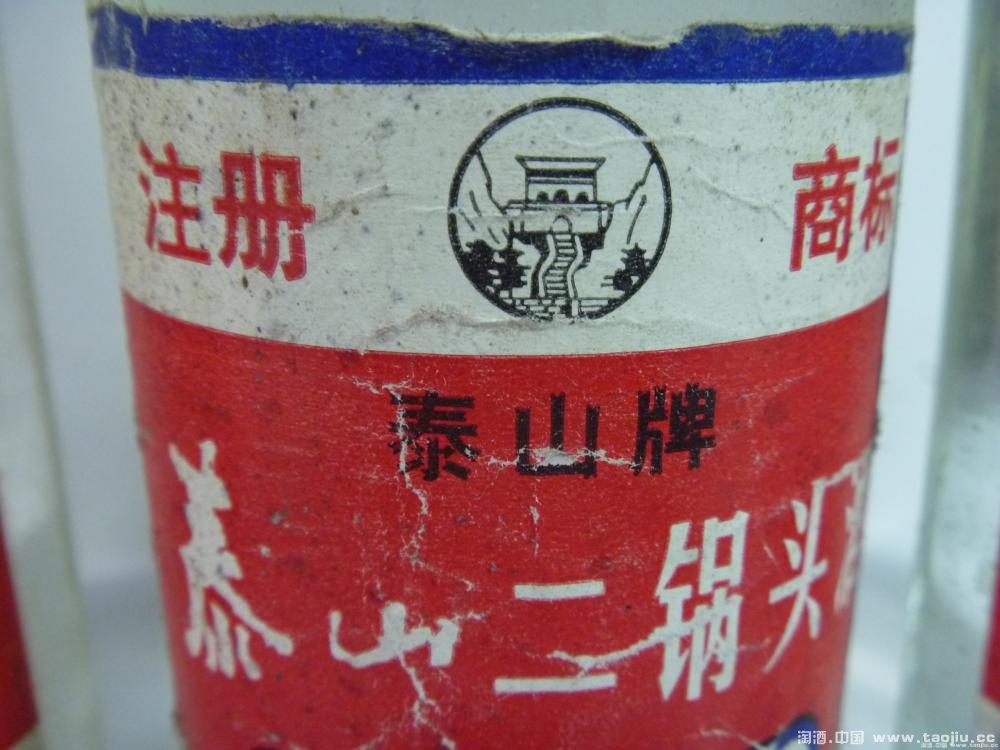 注册 商标
泰山牌
泰山二锅头酒
淘酒.中国 www.taojiu.cc